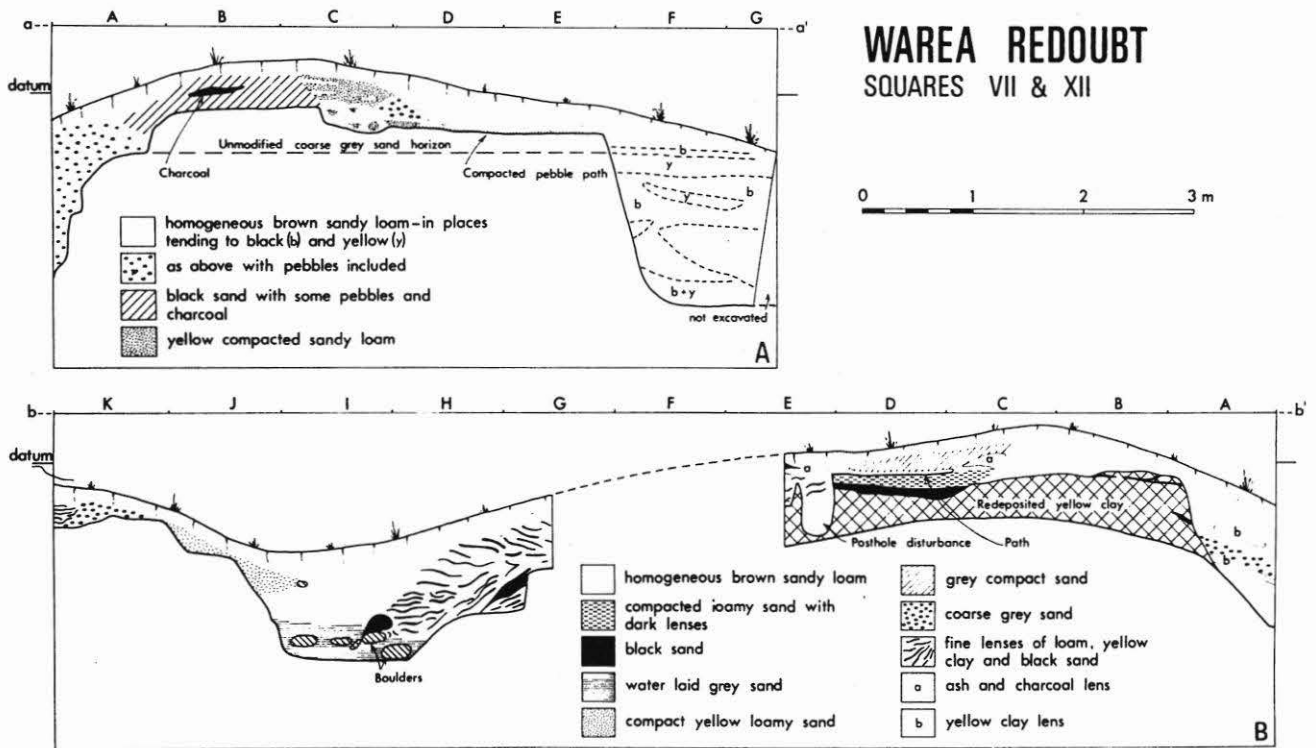 a A B C D E F G a'
WAREA REDOUBT
SQUARES VII & XII
datum
Unmodified coarse grey sand horizon
Charcoal
Compacted pebble path
b
y
b
y
b
b + y
not excavated
0 1 2 3 m
homogeneous brown sandy loam - in places
tending to black (b) and yellow (y)
as above with pebbles included
black sand with some pebbles and
charcoal
yellow compacted sandy loam
A
b K J I H G F E D C B A b'
datum
a
a
Redeposited yellow clay
b
b
Posthole disturbance
Path
Boulders
homogeneous brown sandy loam
compacted loamy sand with
dark lenses
black sand
water laid grey sand
compact yellow loamy sand
grey compact sand
coarse grey sand
fine lenses of loam, yellow
clay and black sand
a ash and charcoal lens
b yellow clay lens
B